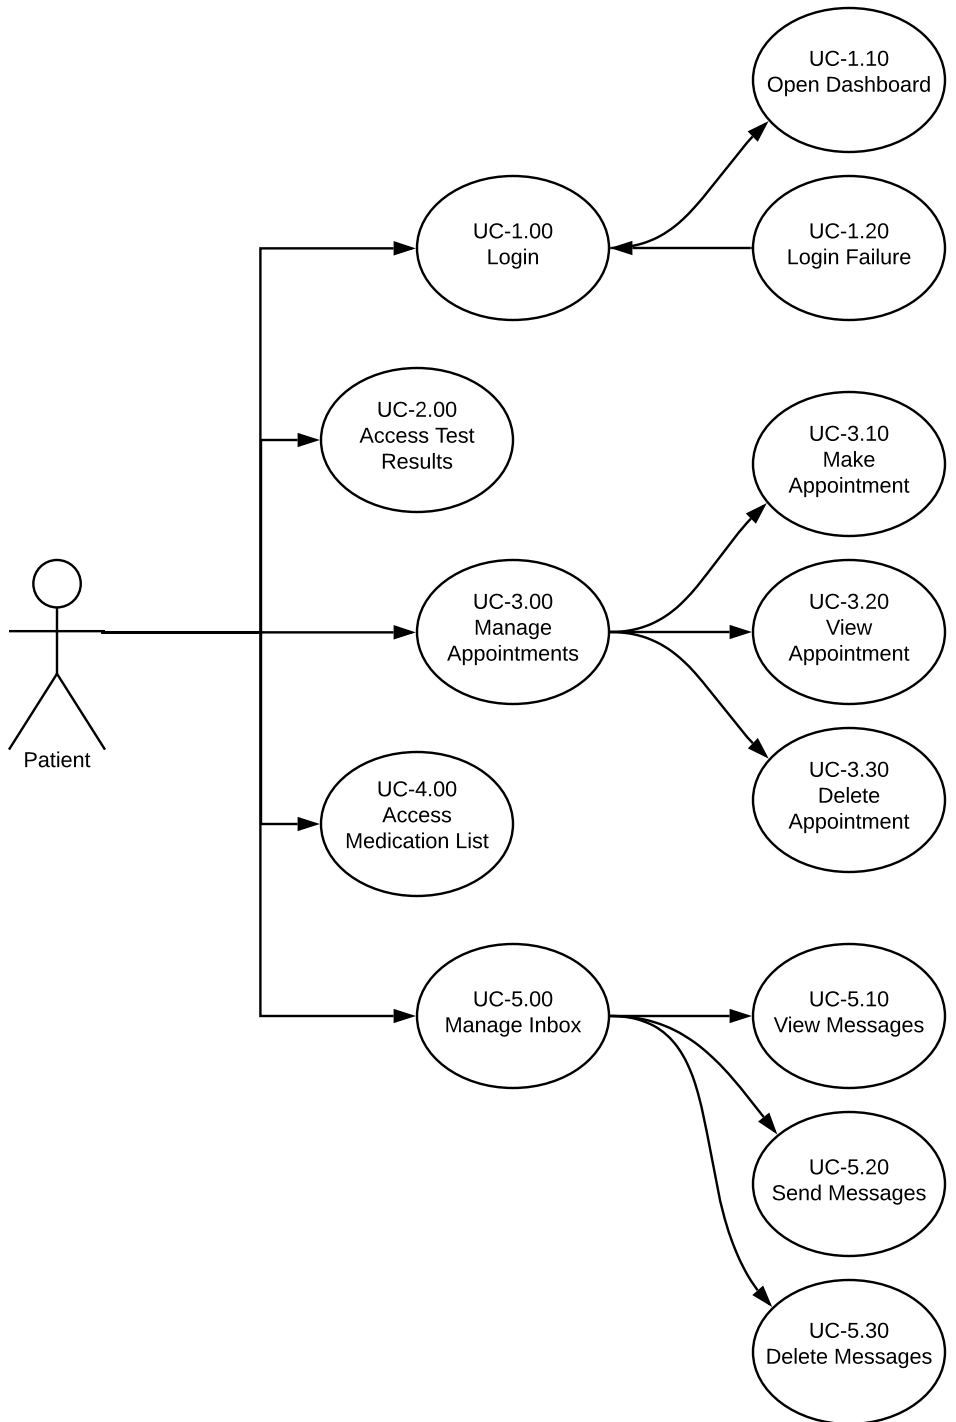 UC-1.10
Open Dashboard
UC-1.00
Login
UC-1.20
Login Failure
UC-2.00
Access Test
Results
UC-3.10
Make
Appointment
UC-3.00
Manage
Appointments
UC-3.20
View
Appointment
Patient
UC-3.30
Delete
Appointment
UC-4.00
Access
Medication List
UC-5.00
Manage Inbox
UC-5.10
View Messages
UC-5.20
Send Messages
UC-5.30
Delete Messages